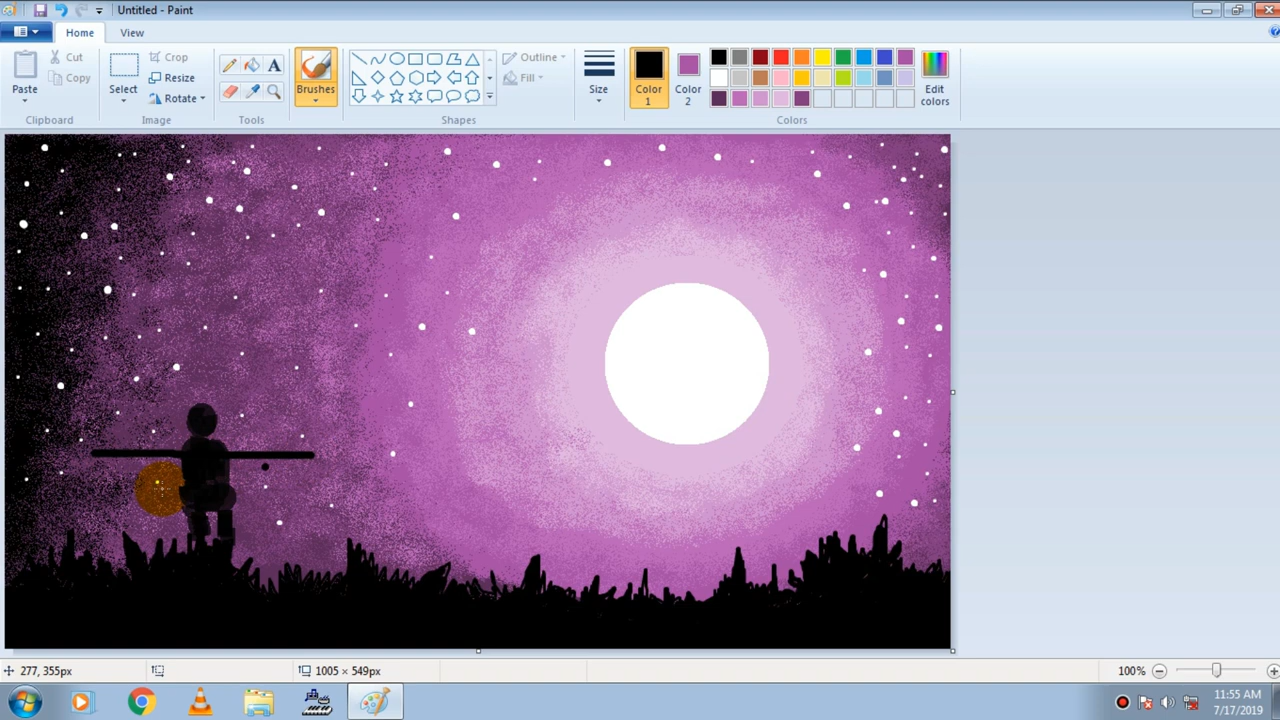 Untitled - Paint
Home View
Paste
Cut
Copy
Clipboard
Select
Crop
Resize
Rotate
Image
A
Tools
Brushes
Outline
Fill
Shapes
Size
Color 1
Color 2
Edit colors
Colors
277, 355px
1005 × 549px
100%
11:55 AM
7/17/2019